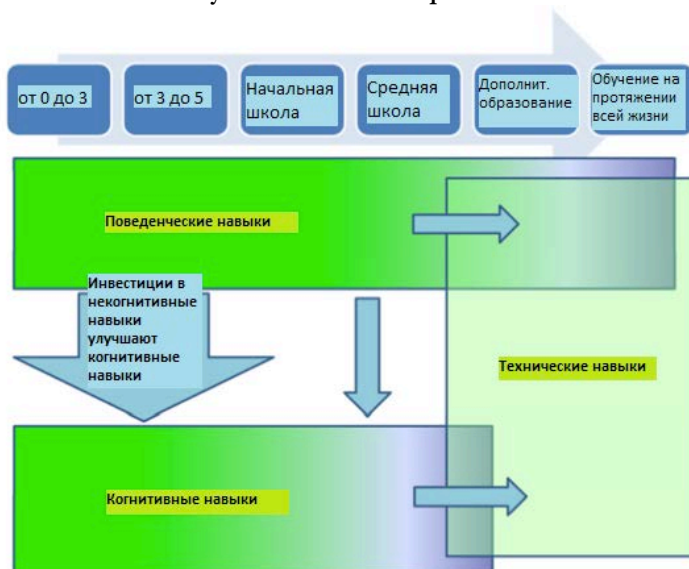 от 0 до 3
от 3 до 5
Начальная
школа
Средняя
школа
Дополнит.
образование
Обучение на
протяжении
всей жизни
Поведенческие навыки
Инвестиции в
некогнитивные
навыки
улучшают
когнитивные
навыки
Технические навыки
Когнитивные навыки